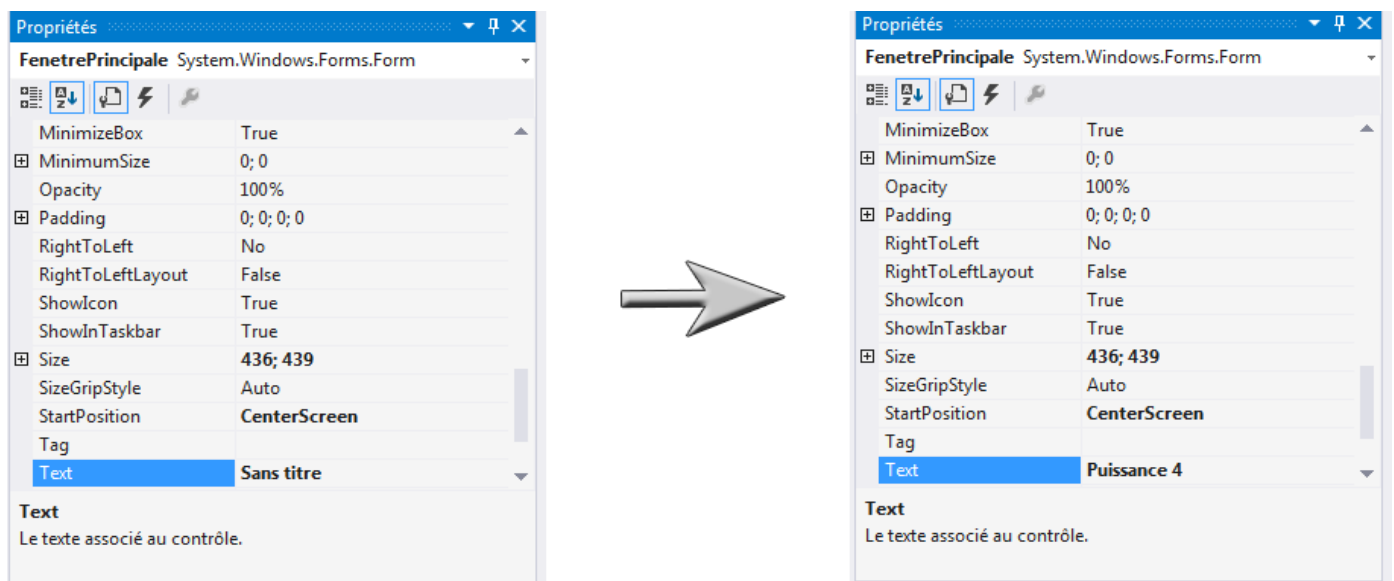 Propriétés
FenetrePrincipale System.Windows.Forms.Form
MinimizeBox True
MinimumSize 0; 0
Opacity 100%
Padding 0; 0; 0; 0
RightToLeft No
RightToLeftLayout False
ShowIcon True
ShowInTaskbar True
Size 436; 439
SizeGripStyle Auto
StartPosition CenterScreen
Tag
Text Sans titre
Text
Le texte associé au contrôle.
Propriétés
FenetrePrincipale System.Windows.Forms.Form
MinimizeBox True
MinimumSize 0; 0
Opacity 100%
Padding 0; 0; 0; 0
RightToLeft No
RightToLeftLayout False
ShowIcon True
ShowInTaskbar True
Size 436; 439
SizeGripStyle Auto
StartPosition CenterScreen
Tag
Text Puissance 4
Text
Le texte associé au contrôle.